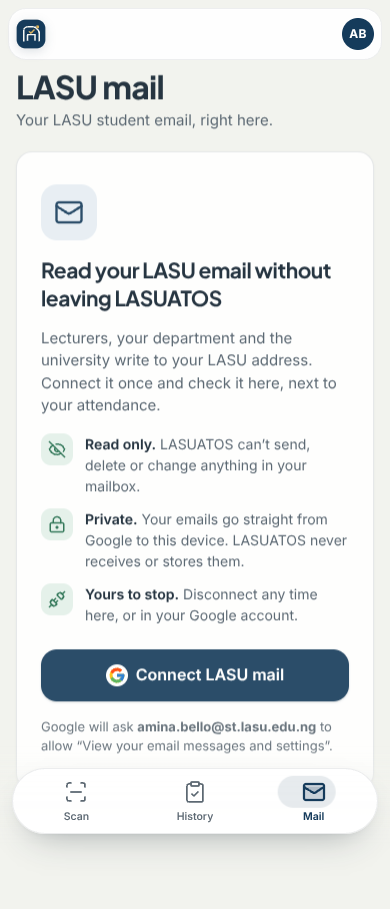 AB
LASU mail
Your LASU student email, right here.
Read your LASU email without
leaving LASUATOS
Lecturers, your department and the
university write to your LASU address.
Connect it once and check it here, next to
your attendance.
Read only. LASUATOS can’t send,
delete or change anything in your
mailbox.
Private. Your emails go straight from
Google to this device. LASUATOS never
receives or stores them.
Yours to stop. Disconnect any time
here, or in your Google account.
Connect LASU mail
Google will ask amina.bello@st.lasu.edu.ng to
allow “View your email messages and settings”.
Scan
History
Mail